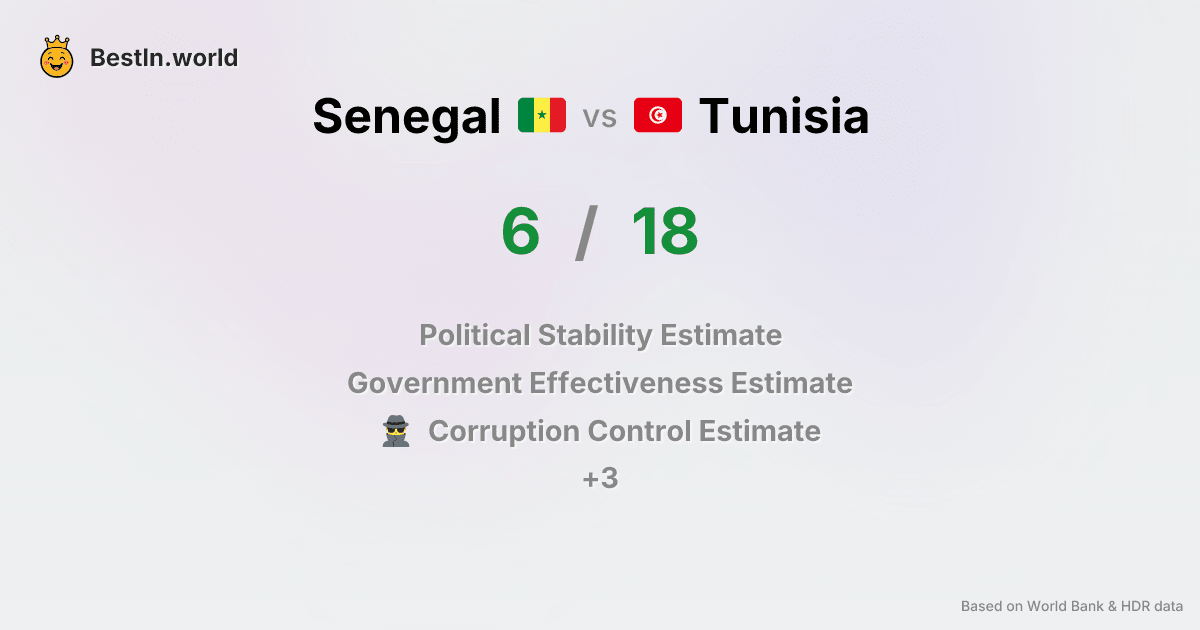 BestIn.world
Senegal vs Tunisia
6 / 18
Political Stability Estimate
Government Effectiveness Estimate
Corruption Control Estimate
+3
Based on World Bank & HDR data